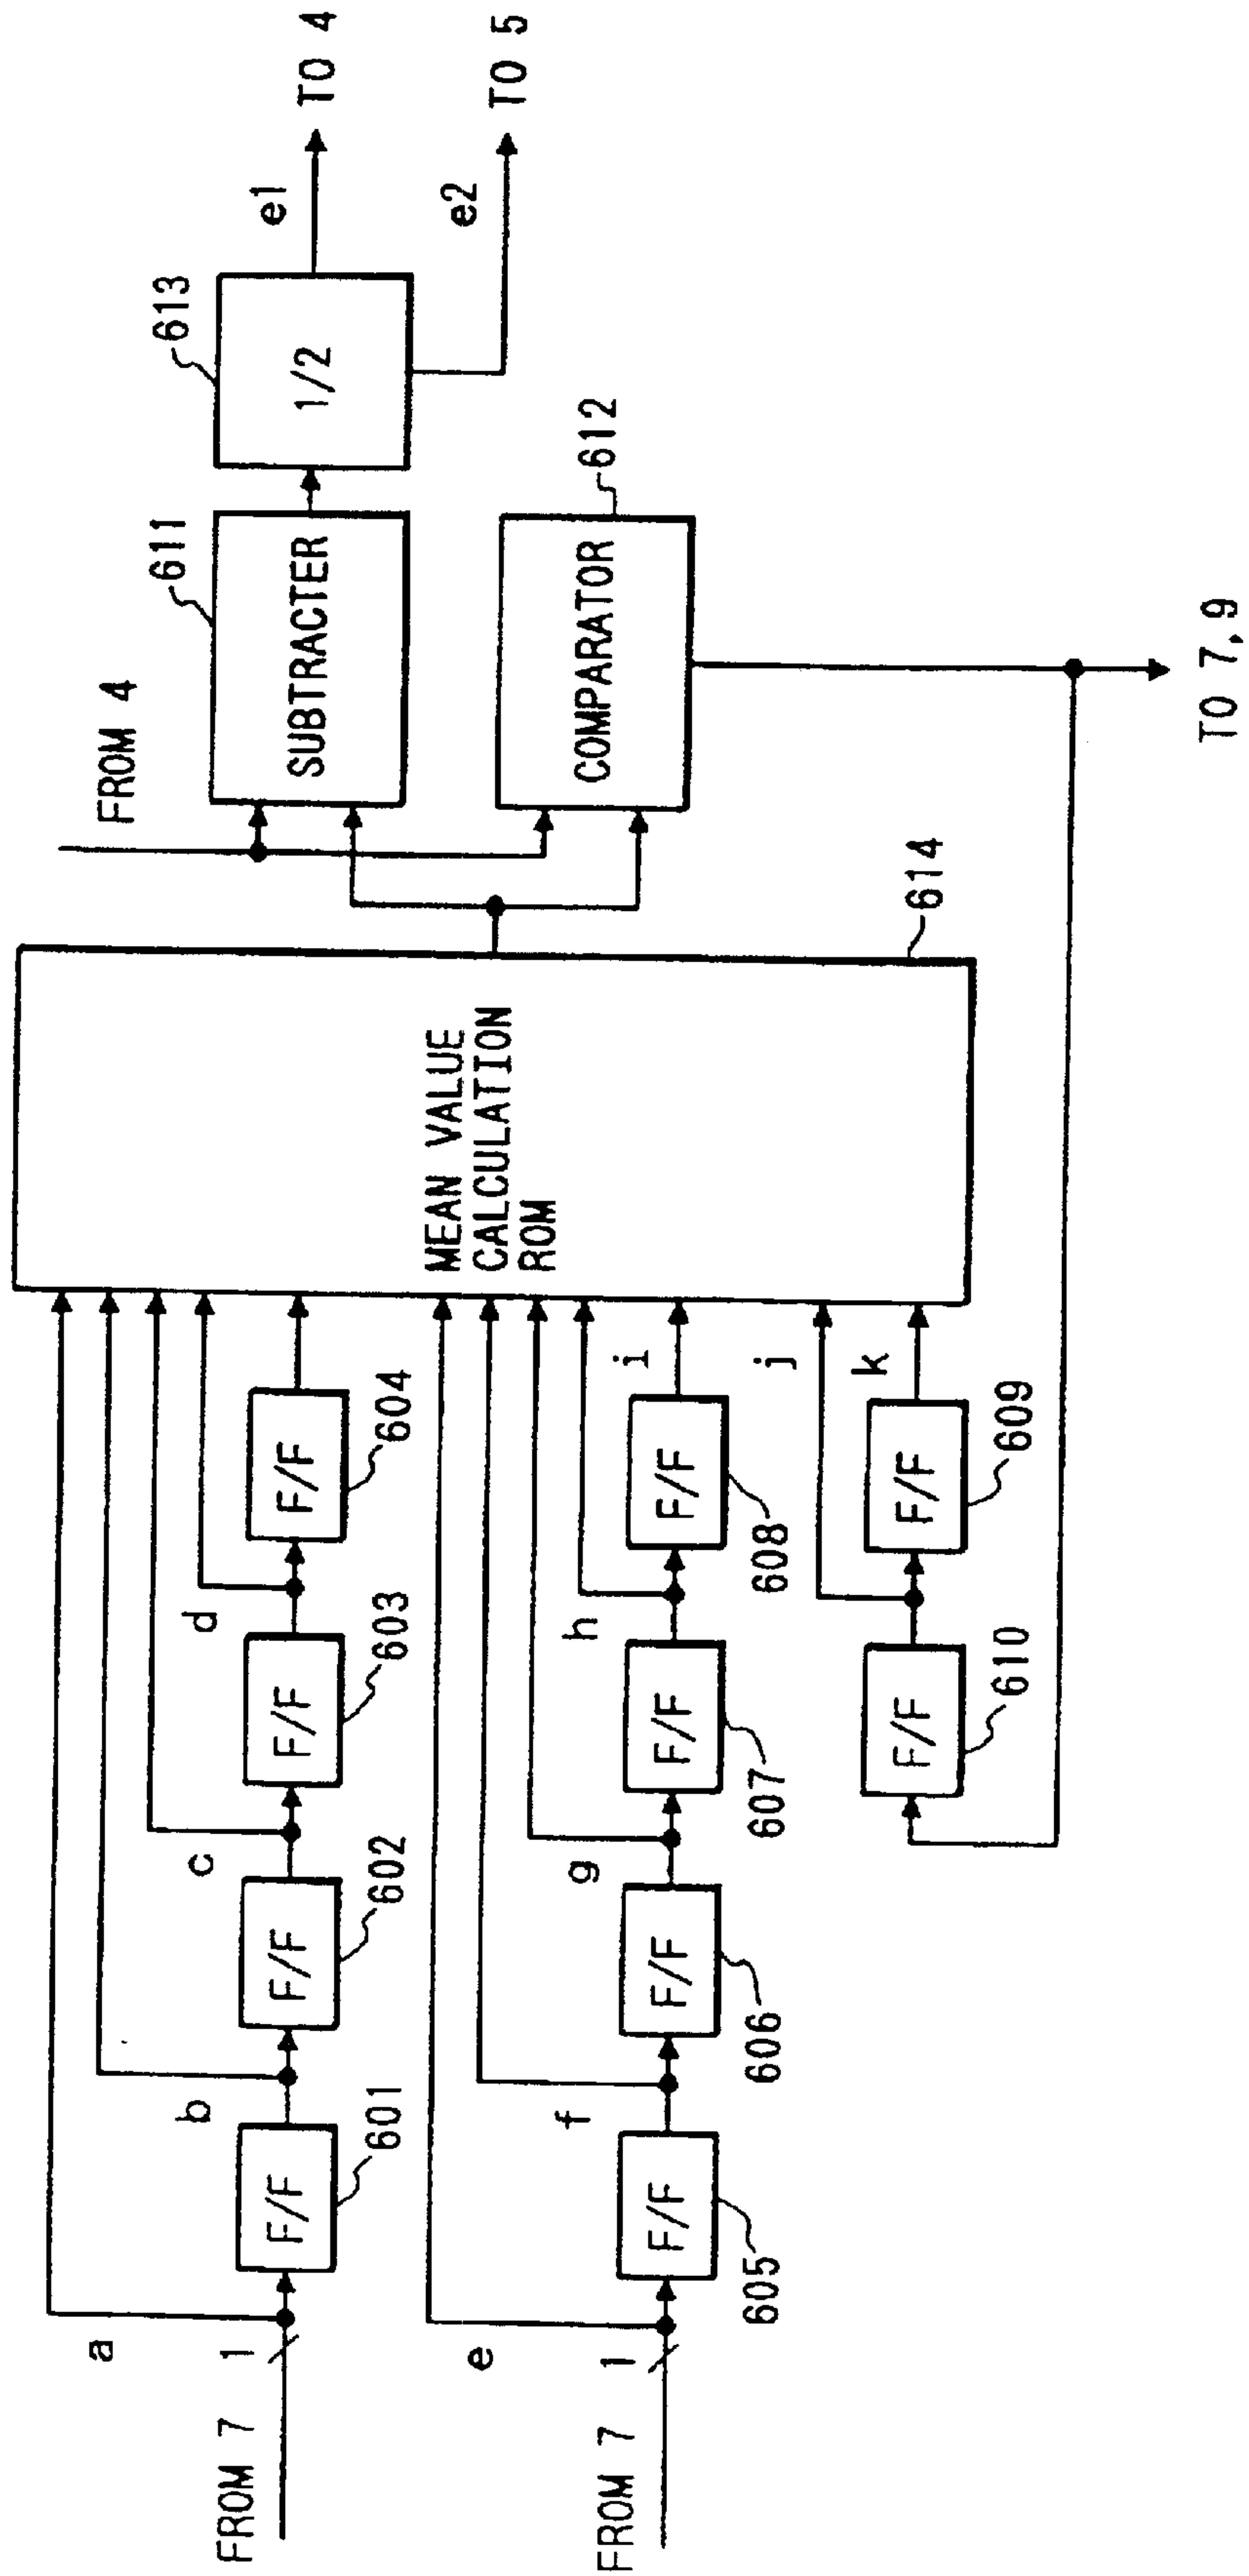 FROM 7
1
a
F/F
601
b
F/F
602
c
F/F
603
d
F/F
604
FROM 7
1
e
F/F
605
f
F/F
606
g
F/F
607
h
F/F
608
i
F/F
610
j
F/F
609
k
MEAN VALUE
CALCULATION
ROM
614
FROM 4
SUBTRACTER
611
1/2
613
e1
TO 4
e2
TO 5
COMPARATOR
612
TO 7, 9